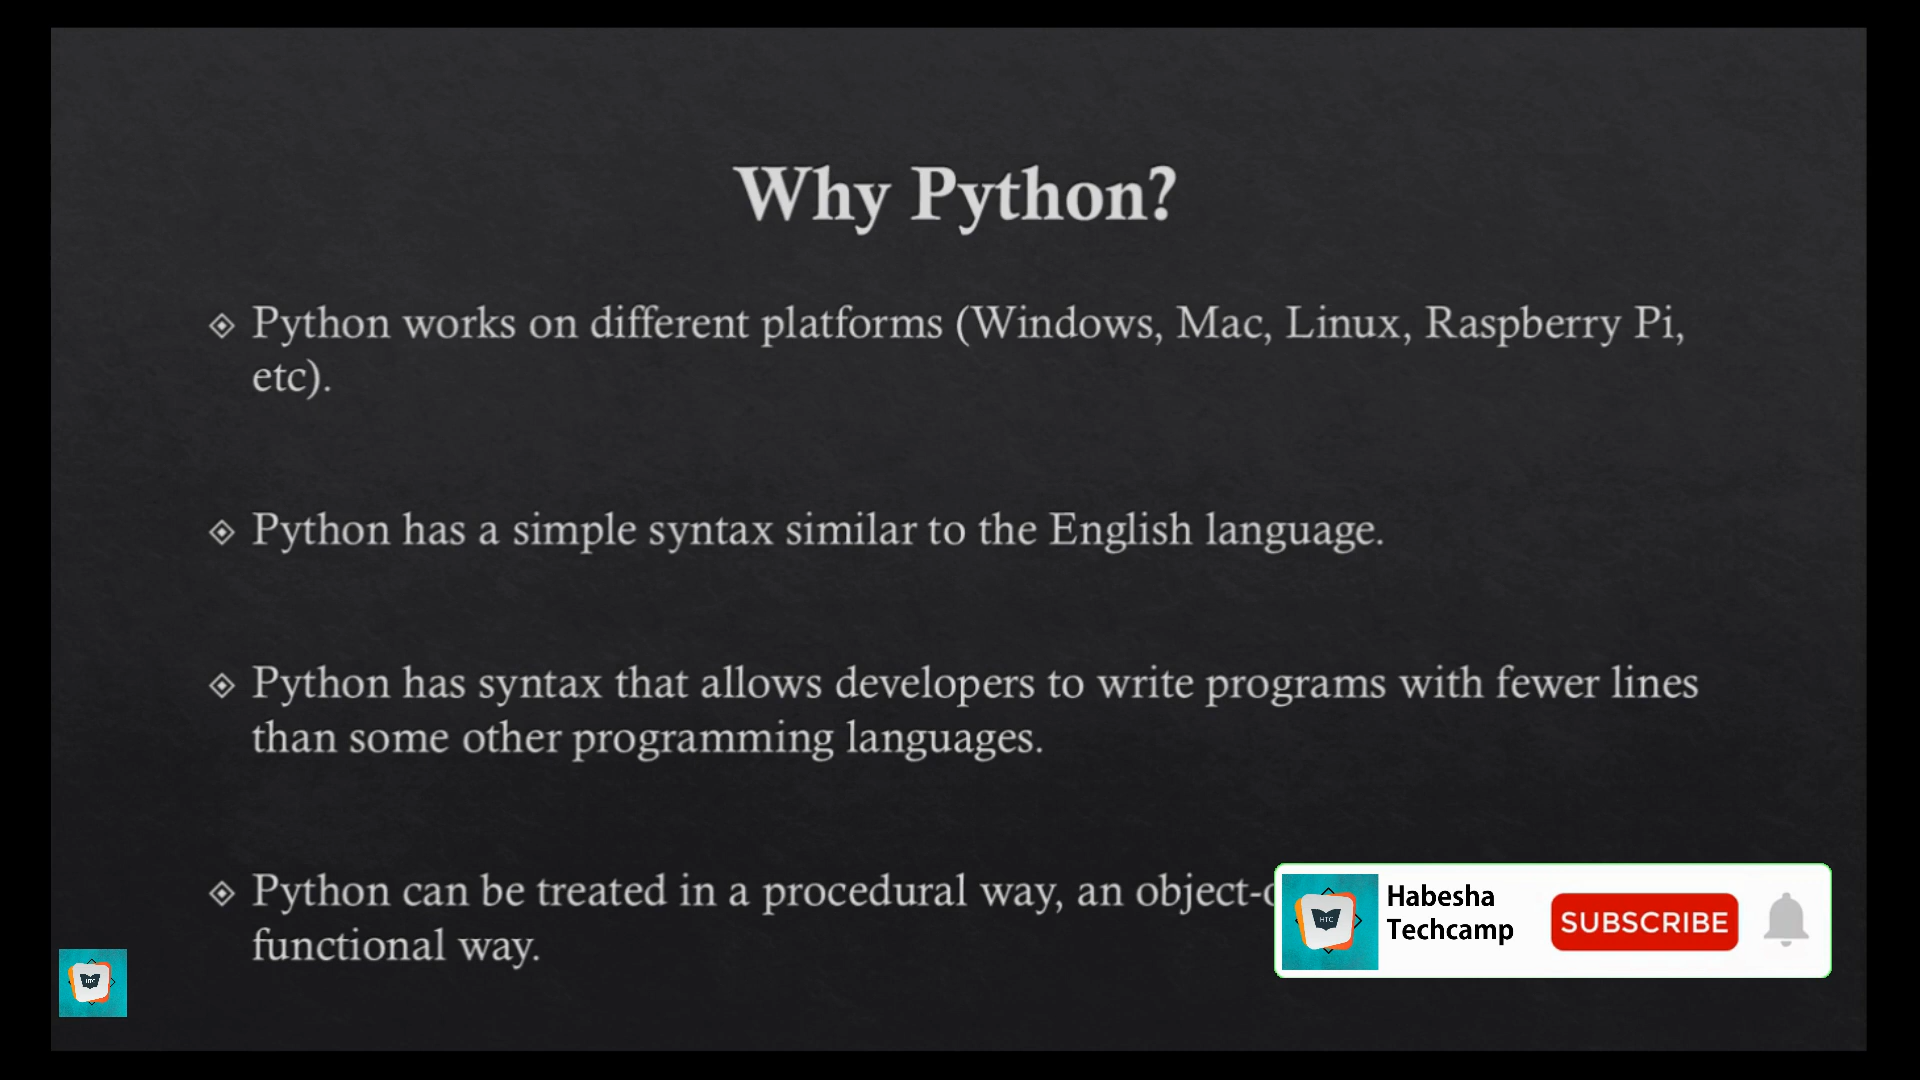 Why Python?
Python works on different platforms (Windows, Mac, Linux, Raspberry Pi,
etc).
Python has a simple syntax similar to the English language.
Python has syntax that allows developers to write programs with fewer lines
than some other programming languages.
Python can be treated in a procedural way, an
functional way.
HTC
Habesha
Techcamp
SUBSCRIBE
HTC